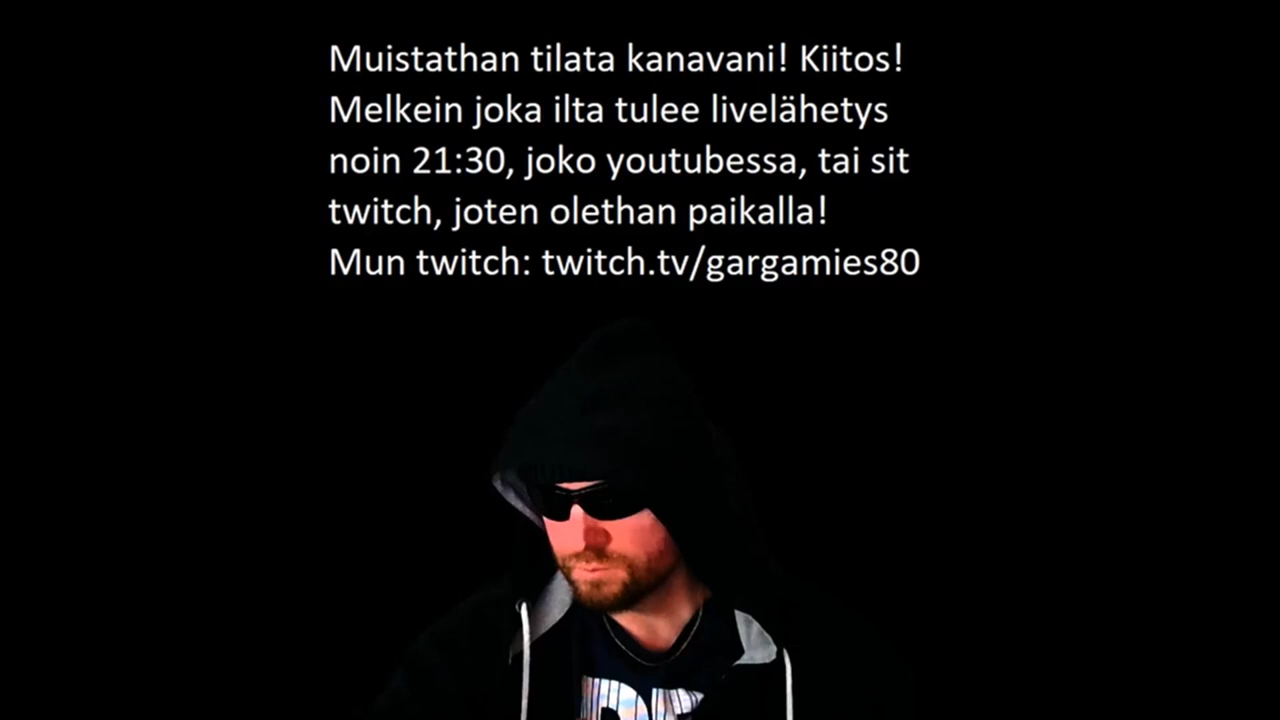 Muistathan tilata kanavani! Kiitos!
Melkein joka ilta tulee livelähetys
noin 21:30, joko youtubessa, tai sit
twitch, joten olethan paikalla!
Mun twitch: twitch.tv/gargamies80